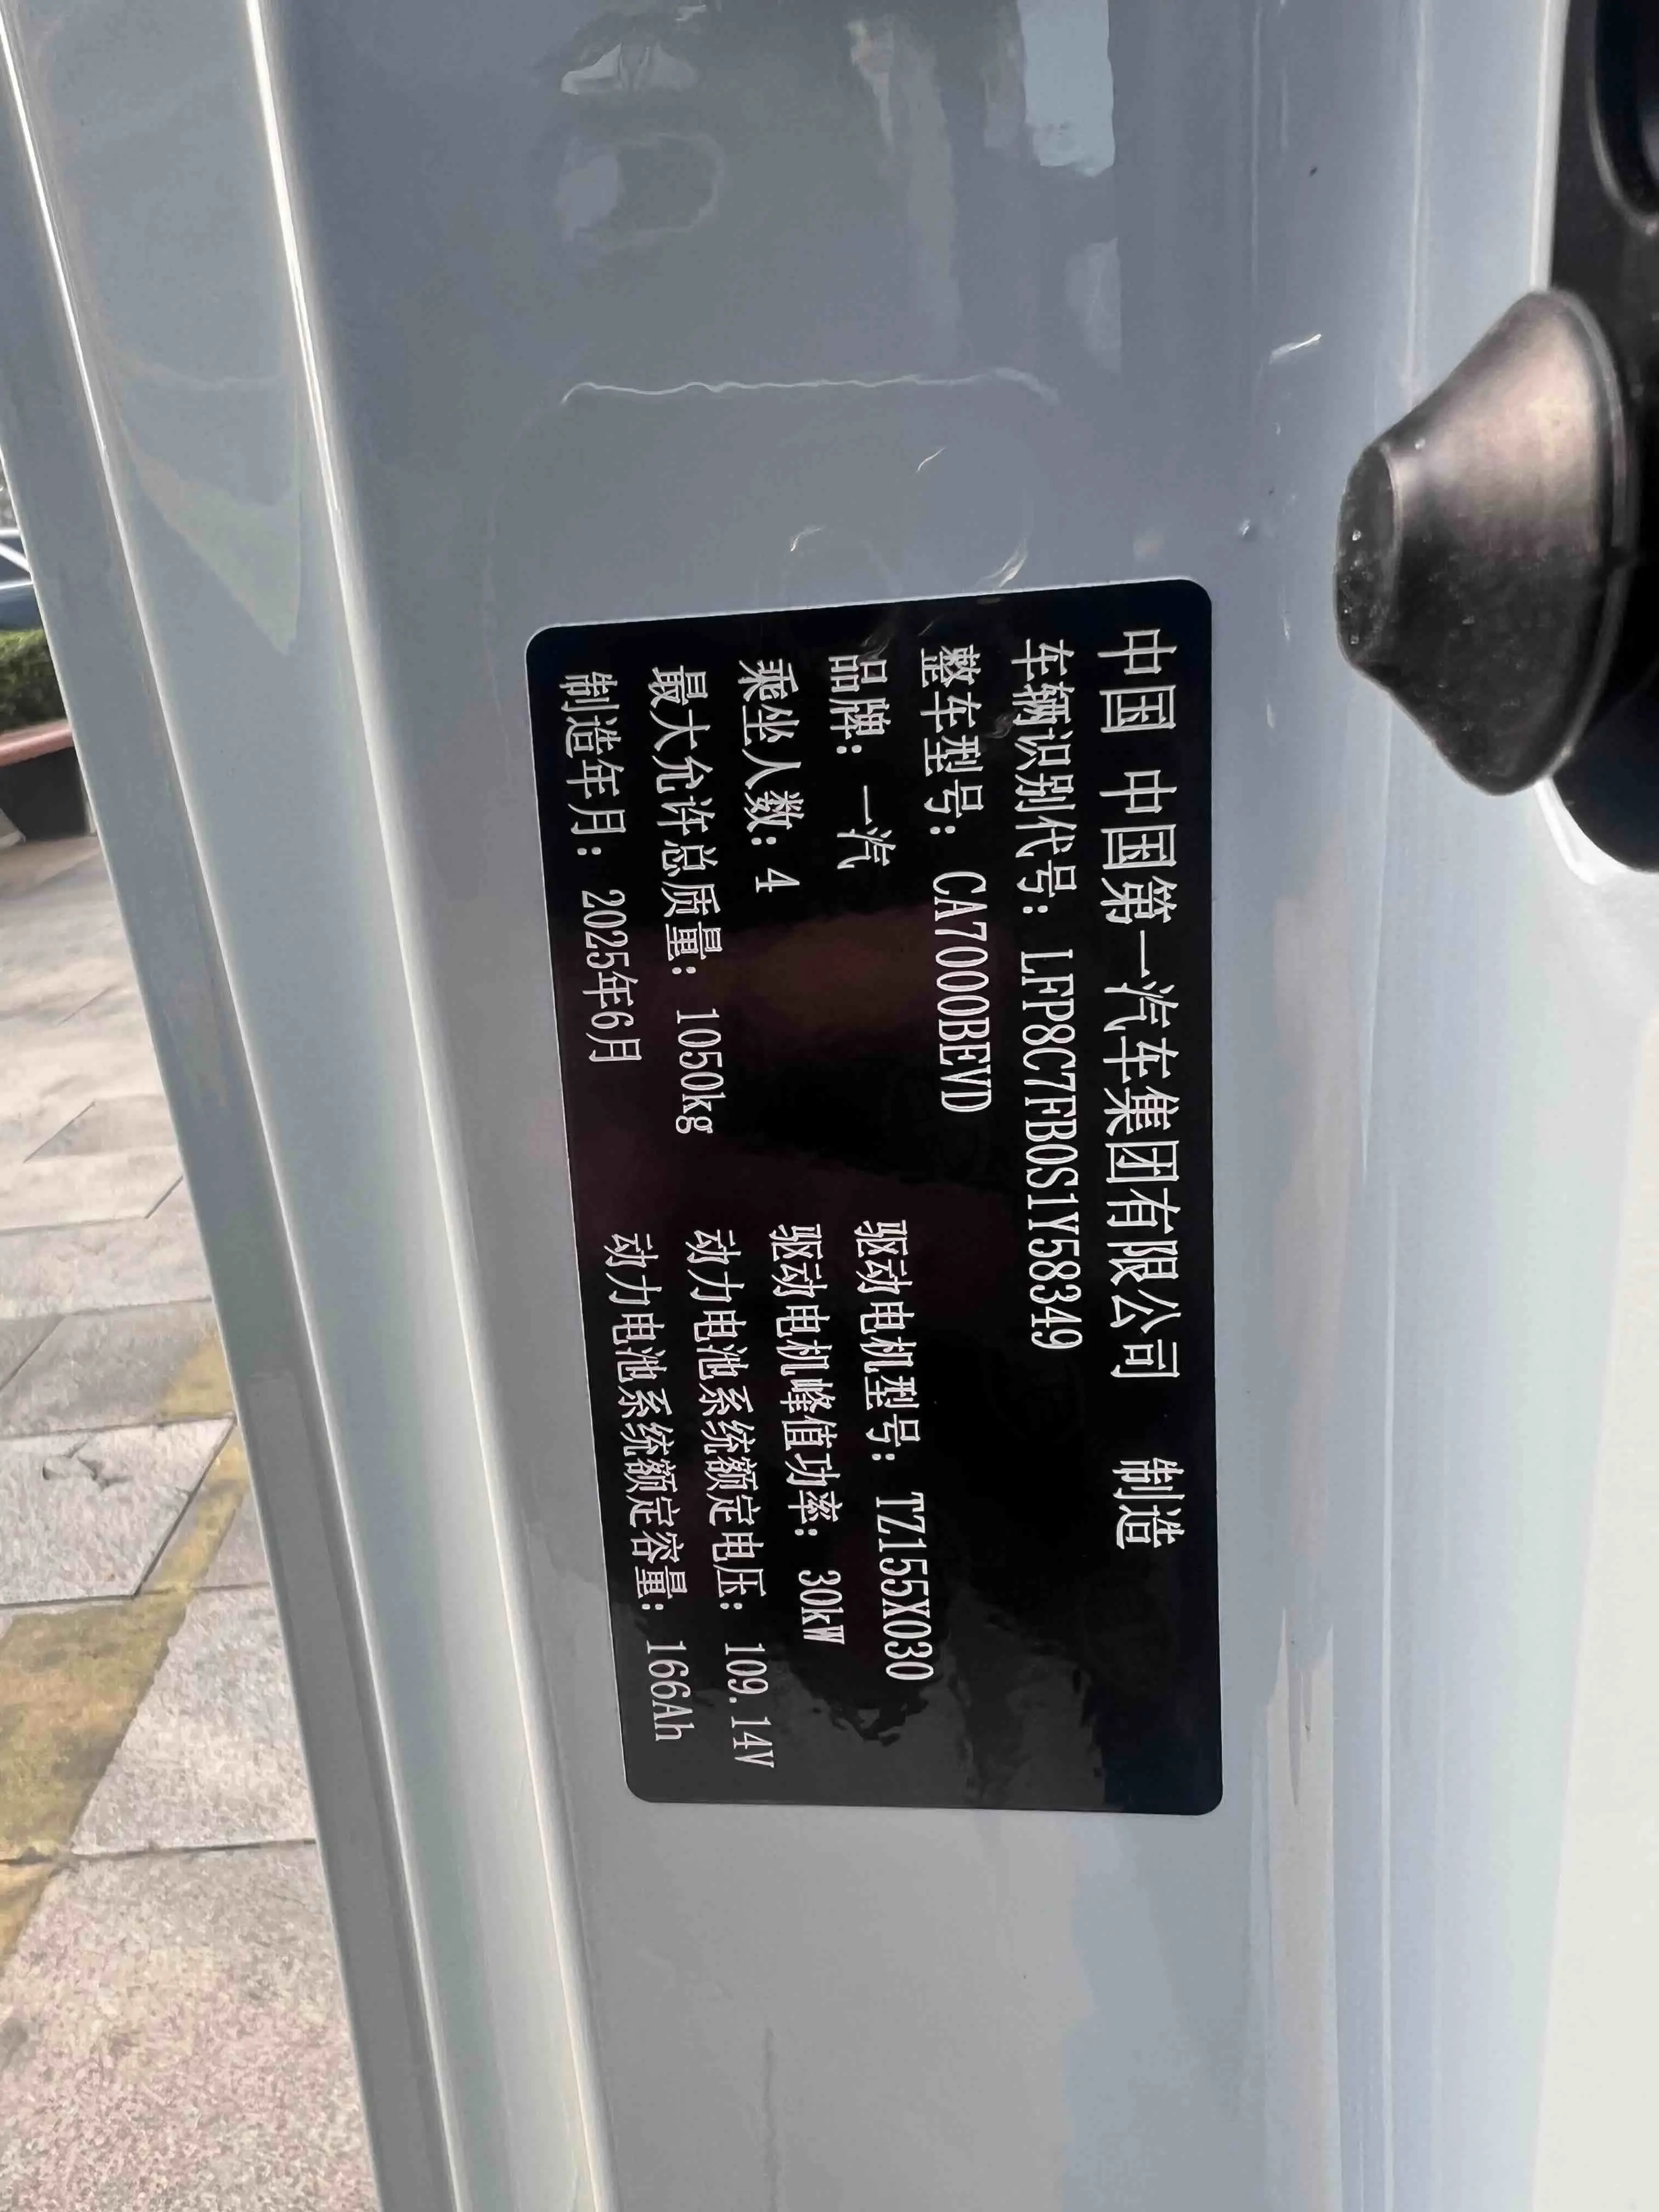 中国 中国第一汽车集团有限公司 制造
车辆识别代号: LFP8C7FB0S1Y58349
整车型号: CA7000BEVD
品牌: 一汽 驱动电机型号: TZ155X030
乘坐人数: 4 驱动电机峰值功率: 30kW
最大允许总质量: 1050kg 动力电池系统额定电压: 109.14V
制造年月: 2025年6月 动力电池系统额定容量: 166Ah